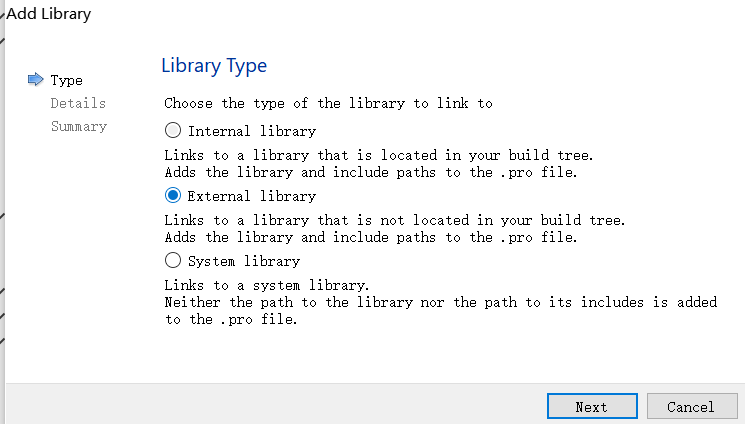 Add Library
Library Type
Type
Details
Summary
Choose the type of the library to link to
Internal library
Links to a library that is located in your build tree.
Adds the library and include paths to the .pro file.
External library
Links to a library that is not located in your build tree.
Adds the library and include paths to the .pro file.
System library
Links to a system library.
Neither the path to the library nor the path to its includes is added
to the .pro file.
Next
Cancel